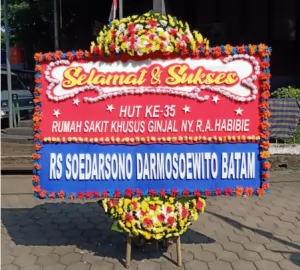 Selamat & Sukses
HUT KE-35
RUMAH SAKIT KHUSUS GINJAL NY. R.A. HABIBIE
RS SOEDARSONO DARMOSOEWITO BATAM